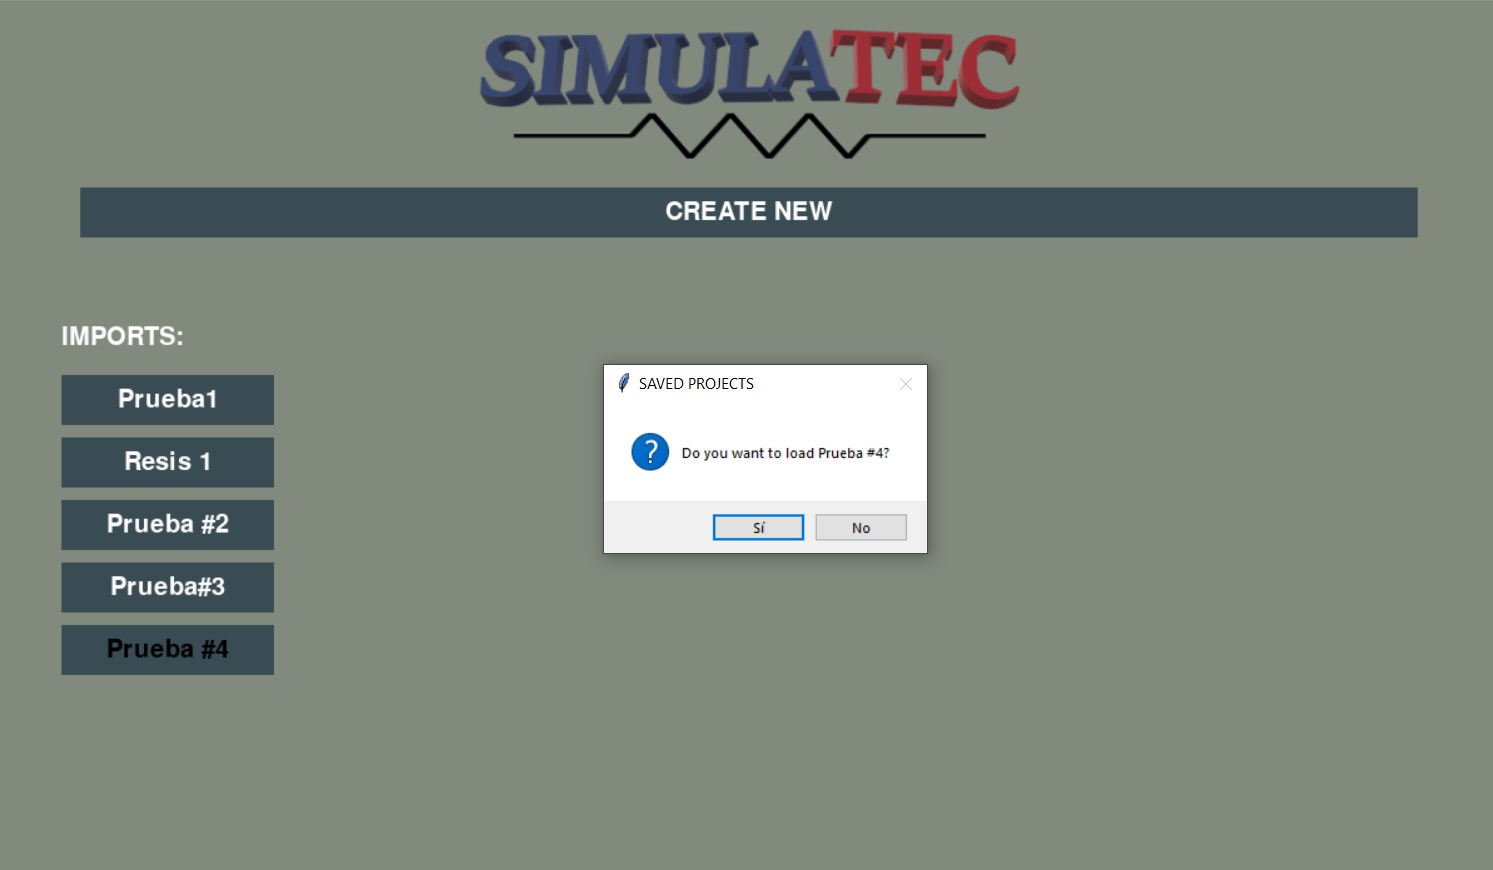 SIMULATEC
CREATE NEW
IMPORTS:
Prueba1
Resis 1
Prueba #2
Prueba#3
Prueba #4
SAVED PROJECTS
Do you want to load Prueba #4?
Sí
No